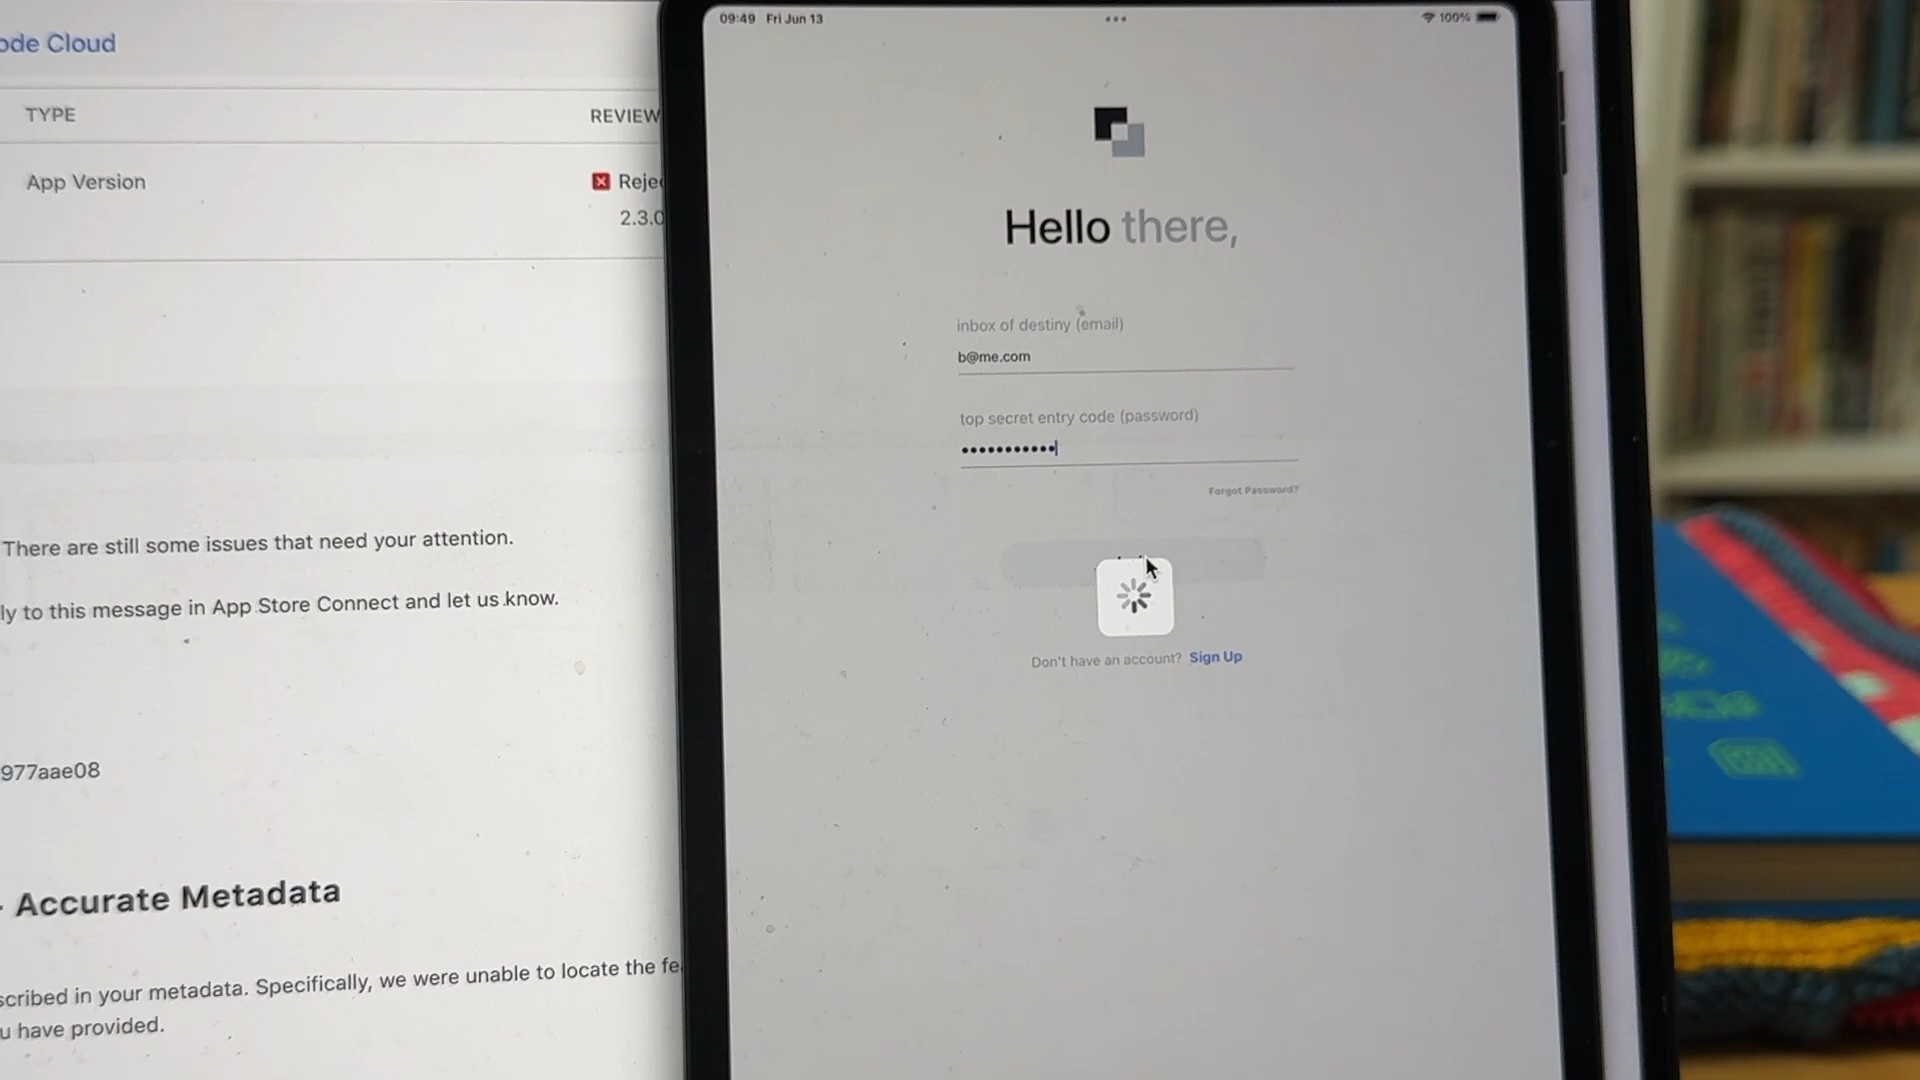 ode Cloud
TYPE
REVIEW
App Version
Rejec
2.3.0
There are still some issues that need your attention.
ly to this message in App Store Connect and let us know.
977aae08
- Accurate Metadata
scribed in your metadata. Specifically, we were unable to locate the fe
u have provided.
09:49 Fri Jun 13
100%
Hello there,
inbox of destiny (email)
b@me.com
top secret entry code (password)
•••••••••••
Forgot Password?
Don't have an account? Sign Up